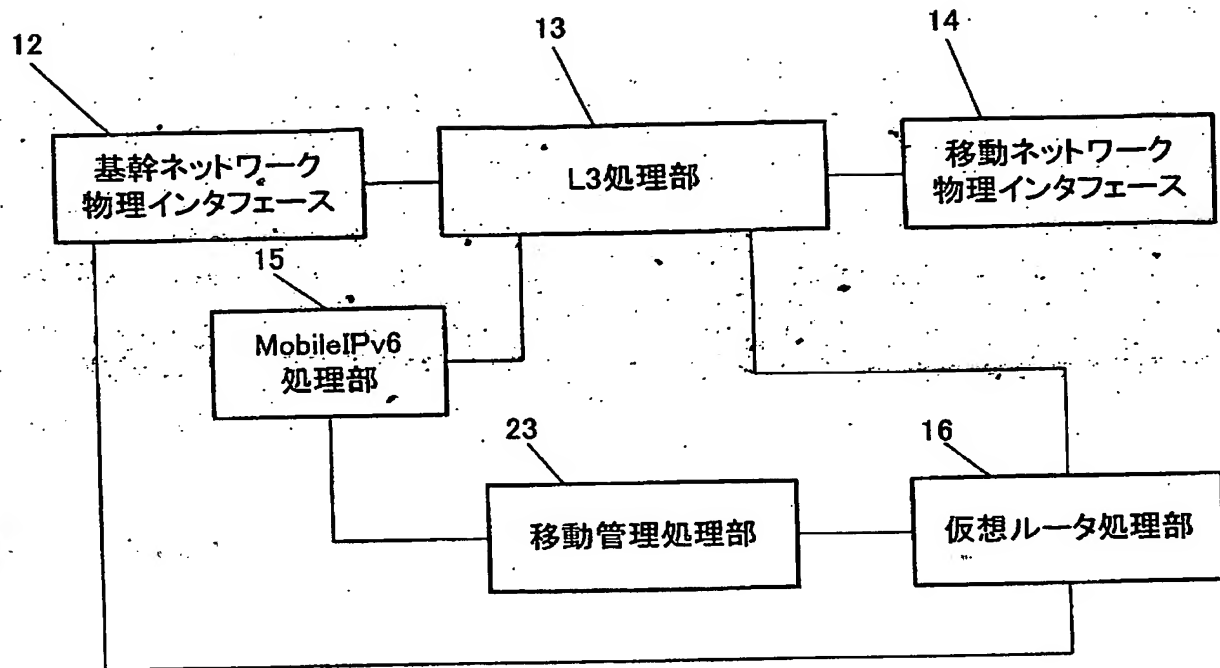 12
13
14
基幹ネットワーク
物理インタフェース
L3処理部
移動ネットワーク
物理インタフェース
15
MobileIPv6
処理部
23
16
移動管理処理部
仮想ルータ処理部